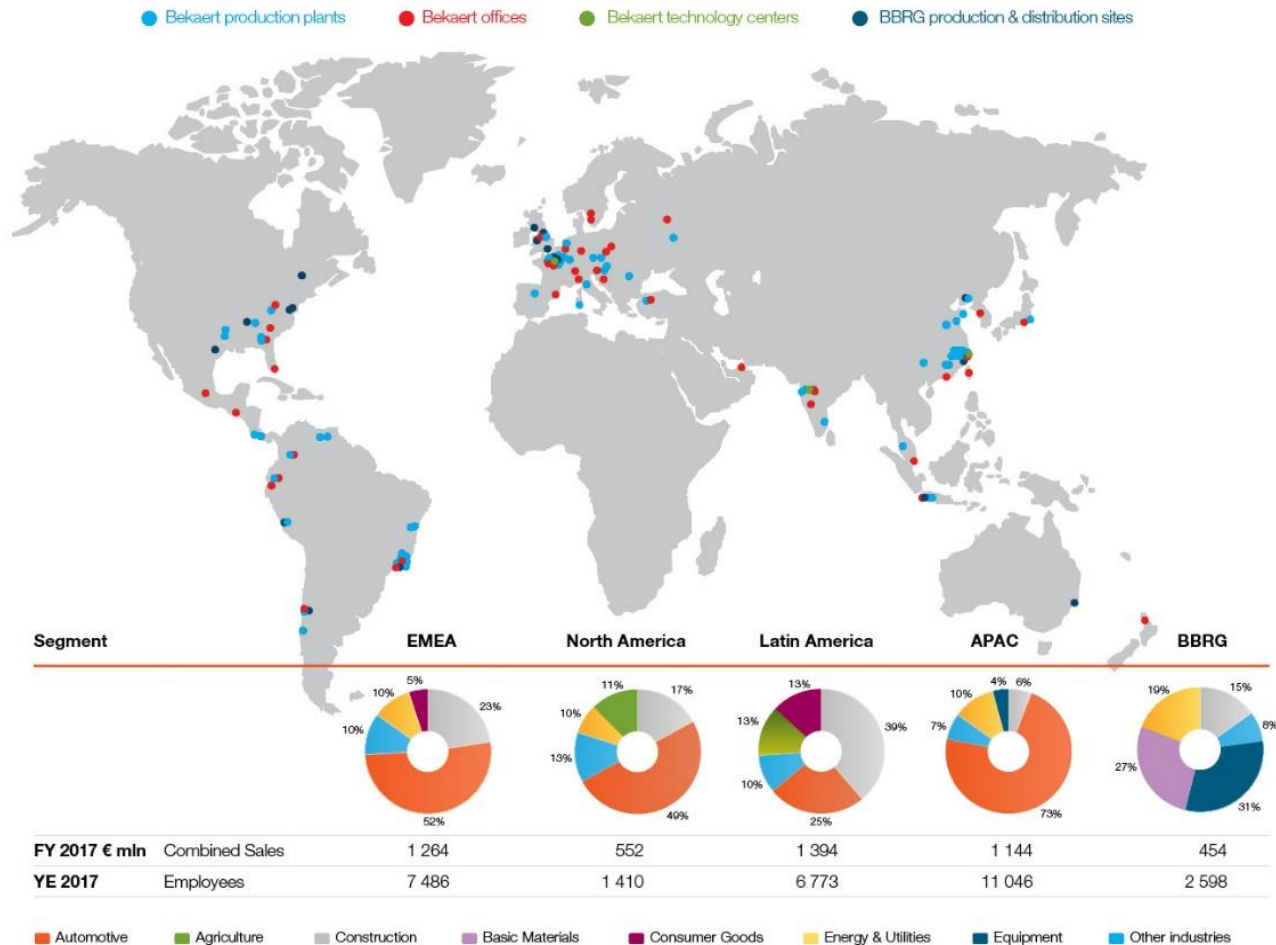 Bekaert production plants Bekaert offices Bekaert technology centers BBRG production & distribution sites
Segment EMEA North America Latin America APAC BBRG
5% 10% 23% 10% 52%
11% 17% 10% 13% 49%
13% 13% 39% 10% 25%
4% 6% 10% 7% 73%
19% 15% 8% 27% 31%
FY 2017 € mln Combined Sales 1 264 552 1 394 1 144 454
YE 2017 Employees 7 486 1 410 6 773 11 046 2 598
Automotive Agriculture Construction Basic Materials Consumer Goods Energy & Utilities Equipment Other industries